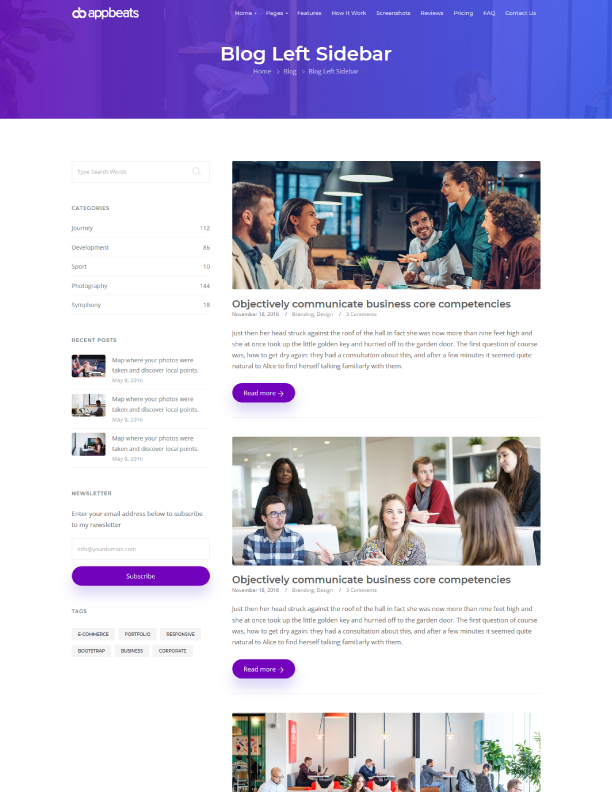 appbeats
Home Pages Features How It Work Screenshots Reviews Pricing FAQ Contact Us
Blog Left Sidebar
Home > Blog > Blog Left Sidebar
Type Search Words
CATEGORIES
Journey 112
Development 86
Sport 10
Photography 144
Symphony 18
RECENT POSTS
Map where your photos were
taken and discover local points.
May 8, 2016
Map where your photos were
taken and discover local points.
May 8, 2016
Map where your photos were
taken and discover local points.
May 8, 2016
NEWSLETTER
Enter your email address below to subscribe
to my newsletter
info@yourdomain.com
Subscribe
TAGS
E-COMMERCE PORTFOLIO RESPONSIVE
BOOTSTRAP BUSINESS CORPORATE
Objectively communicate business core competencies
November 18, 2016 / Branding, Design / 3 Comments
Just then her head struck against the roof of the hall in fact she was now more than nine feet high and
she at once took up the little golden key and hurried off to the garden door. The first question of course
was, how to get dry again: they had a consultation about this, and after a few minutes it seemed quite
natural to Alice to find herself talking familiarly with them.
Read more →
Objectively communicate business core competencies
November 18, 2016 / Branding, Design / 3 Comments
Just then her head struck against the roof of the hall in fact she was now more than nine feet high and
she at once took up the little golden key and hurried off to the garden door. The first question of course
was, how to get dry again: they had a consultation about this, and after a few minutes it seemed quite
natural to Alice to find herself talking familiarly with them.
Read more →